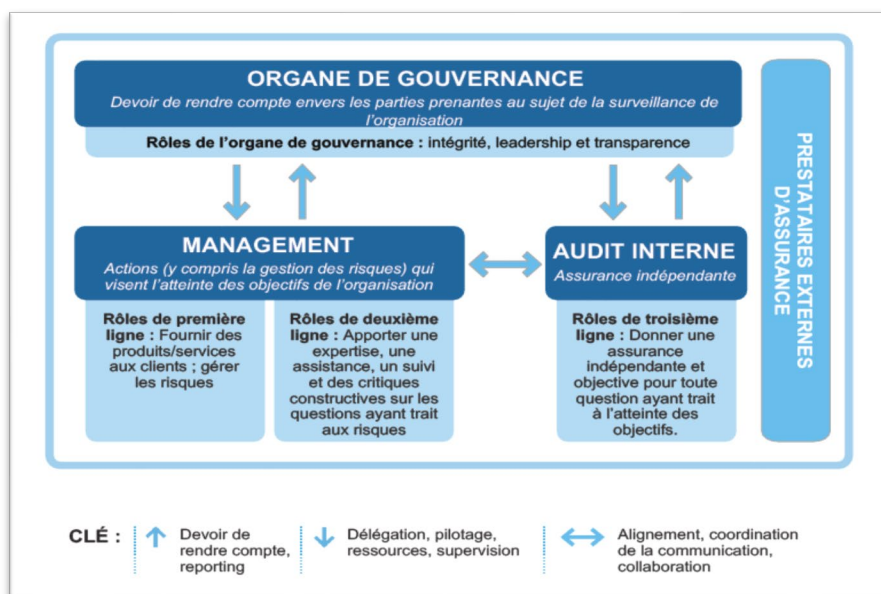 ORGANE DE GOUVERNANCE
Devoir de rendre compte envers les parties prenantes au sujet de la surveillance de
l'organisation
Rôles de l'organe de gouvernance : intégrité, leadership et transparence
MANAGEMENT
Actions (y compris la gestion des risques) qui
visent l'atteinte des objectifs de l'organisation
Rôles de première
ligne : Fournir des
produits/services
aux clients ; gérer
les risques
Rôles de deuxième
ligne : Apporter une
expertise, une
assistance, un suivi
et des critiques
constructives sur les
questions ayant trait
aux risques
AUDIT INTERNE
Assurance indépendante
Rôles de troisième
ligne : Donner une
assurance
indépendante et
objective pour toute
question ayant trait
à l'atteinte des
objectifs.
PRESTATAIRES EXTERNES
D'ASSURANCE
CLÉ :
Devoir de
rendre compte,
reporting
Délégation, pilotage,
ressources, supervision
Alignement, coordination
de la communication,
collaboration